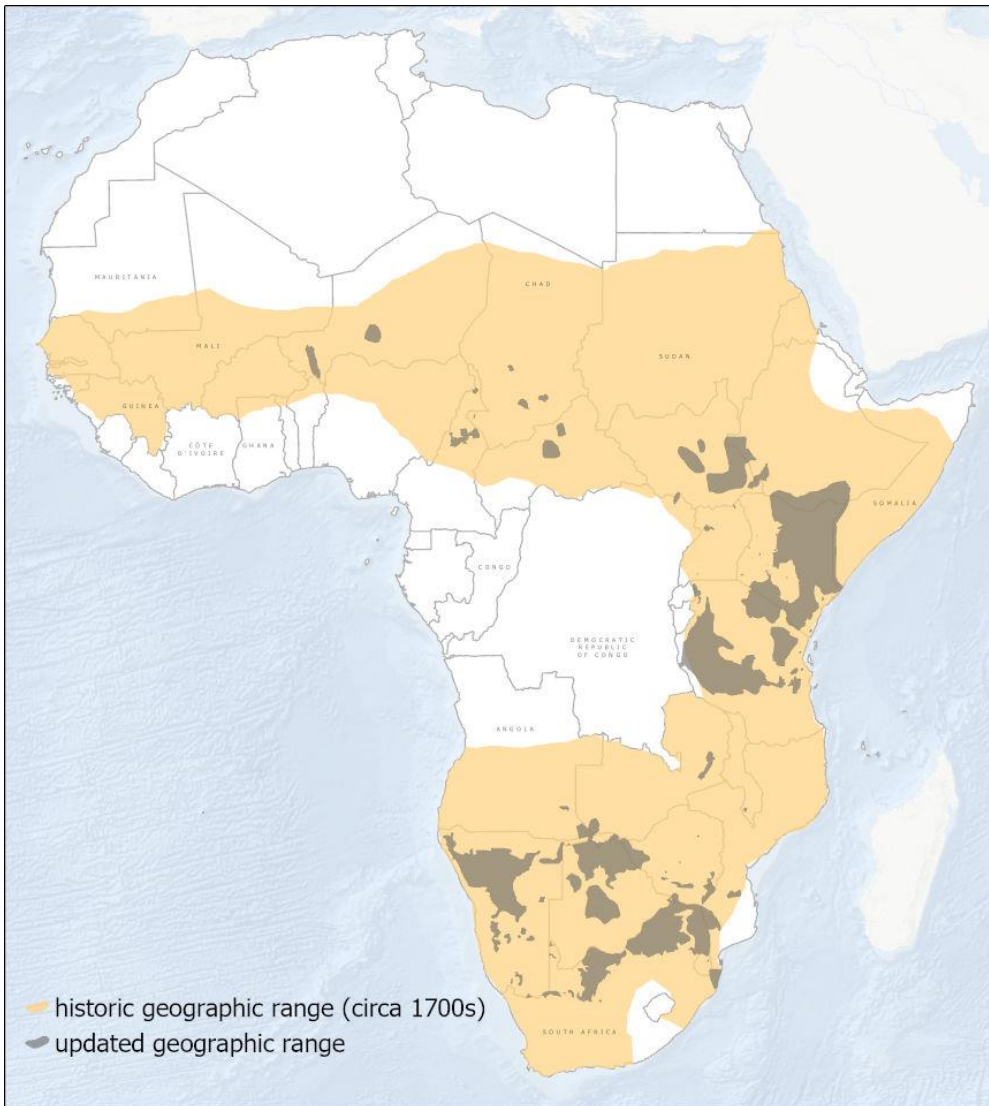 MAURITANIA
CHAD
MALI
SUDAN
GUINEA
CÔTE
D'IVOIRE
GHANA
SOMALIA
CONGO
DEMOCRATIC
REPUBLIC
OF CONGO
ANGOLA
historic geographic range (circa 1700s)
updated geographic range
SOUTH AFRICA